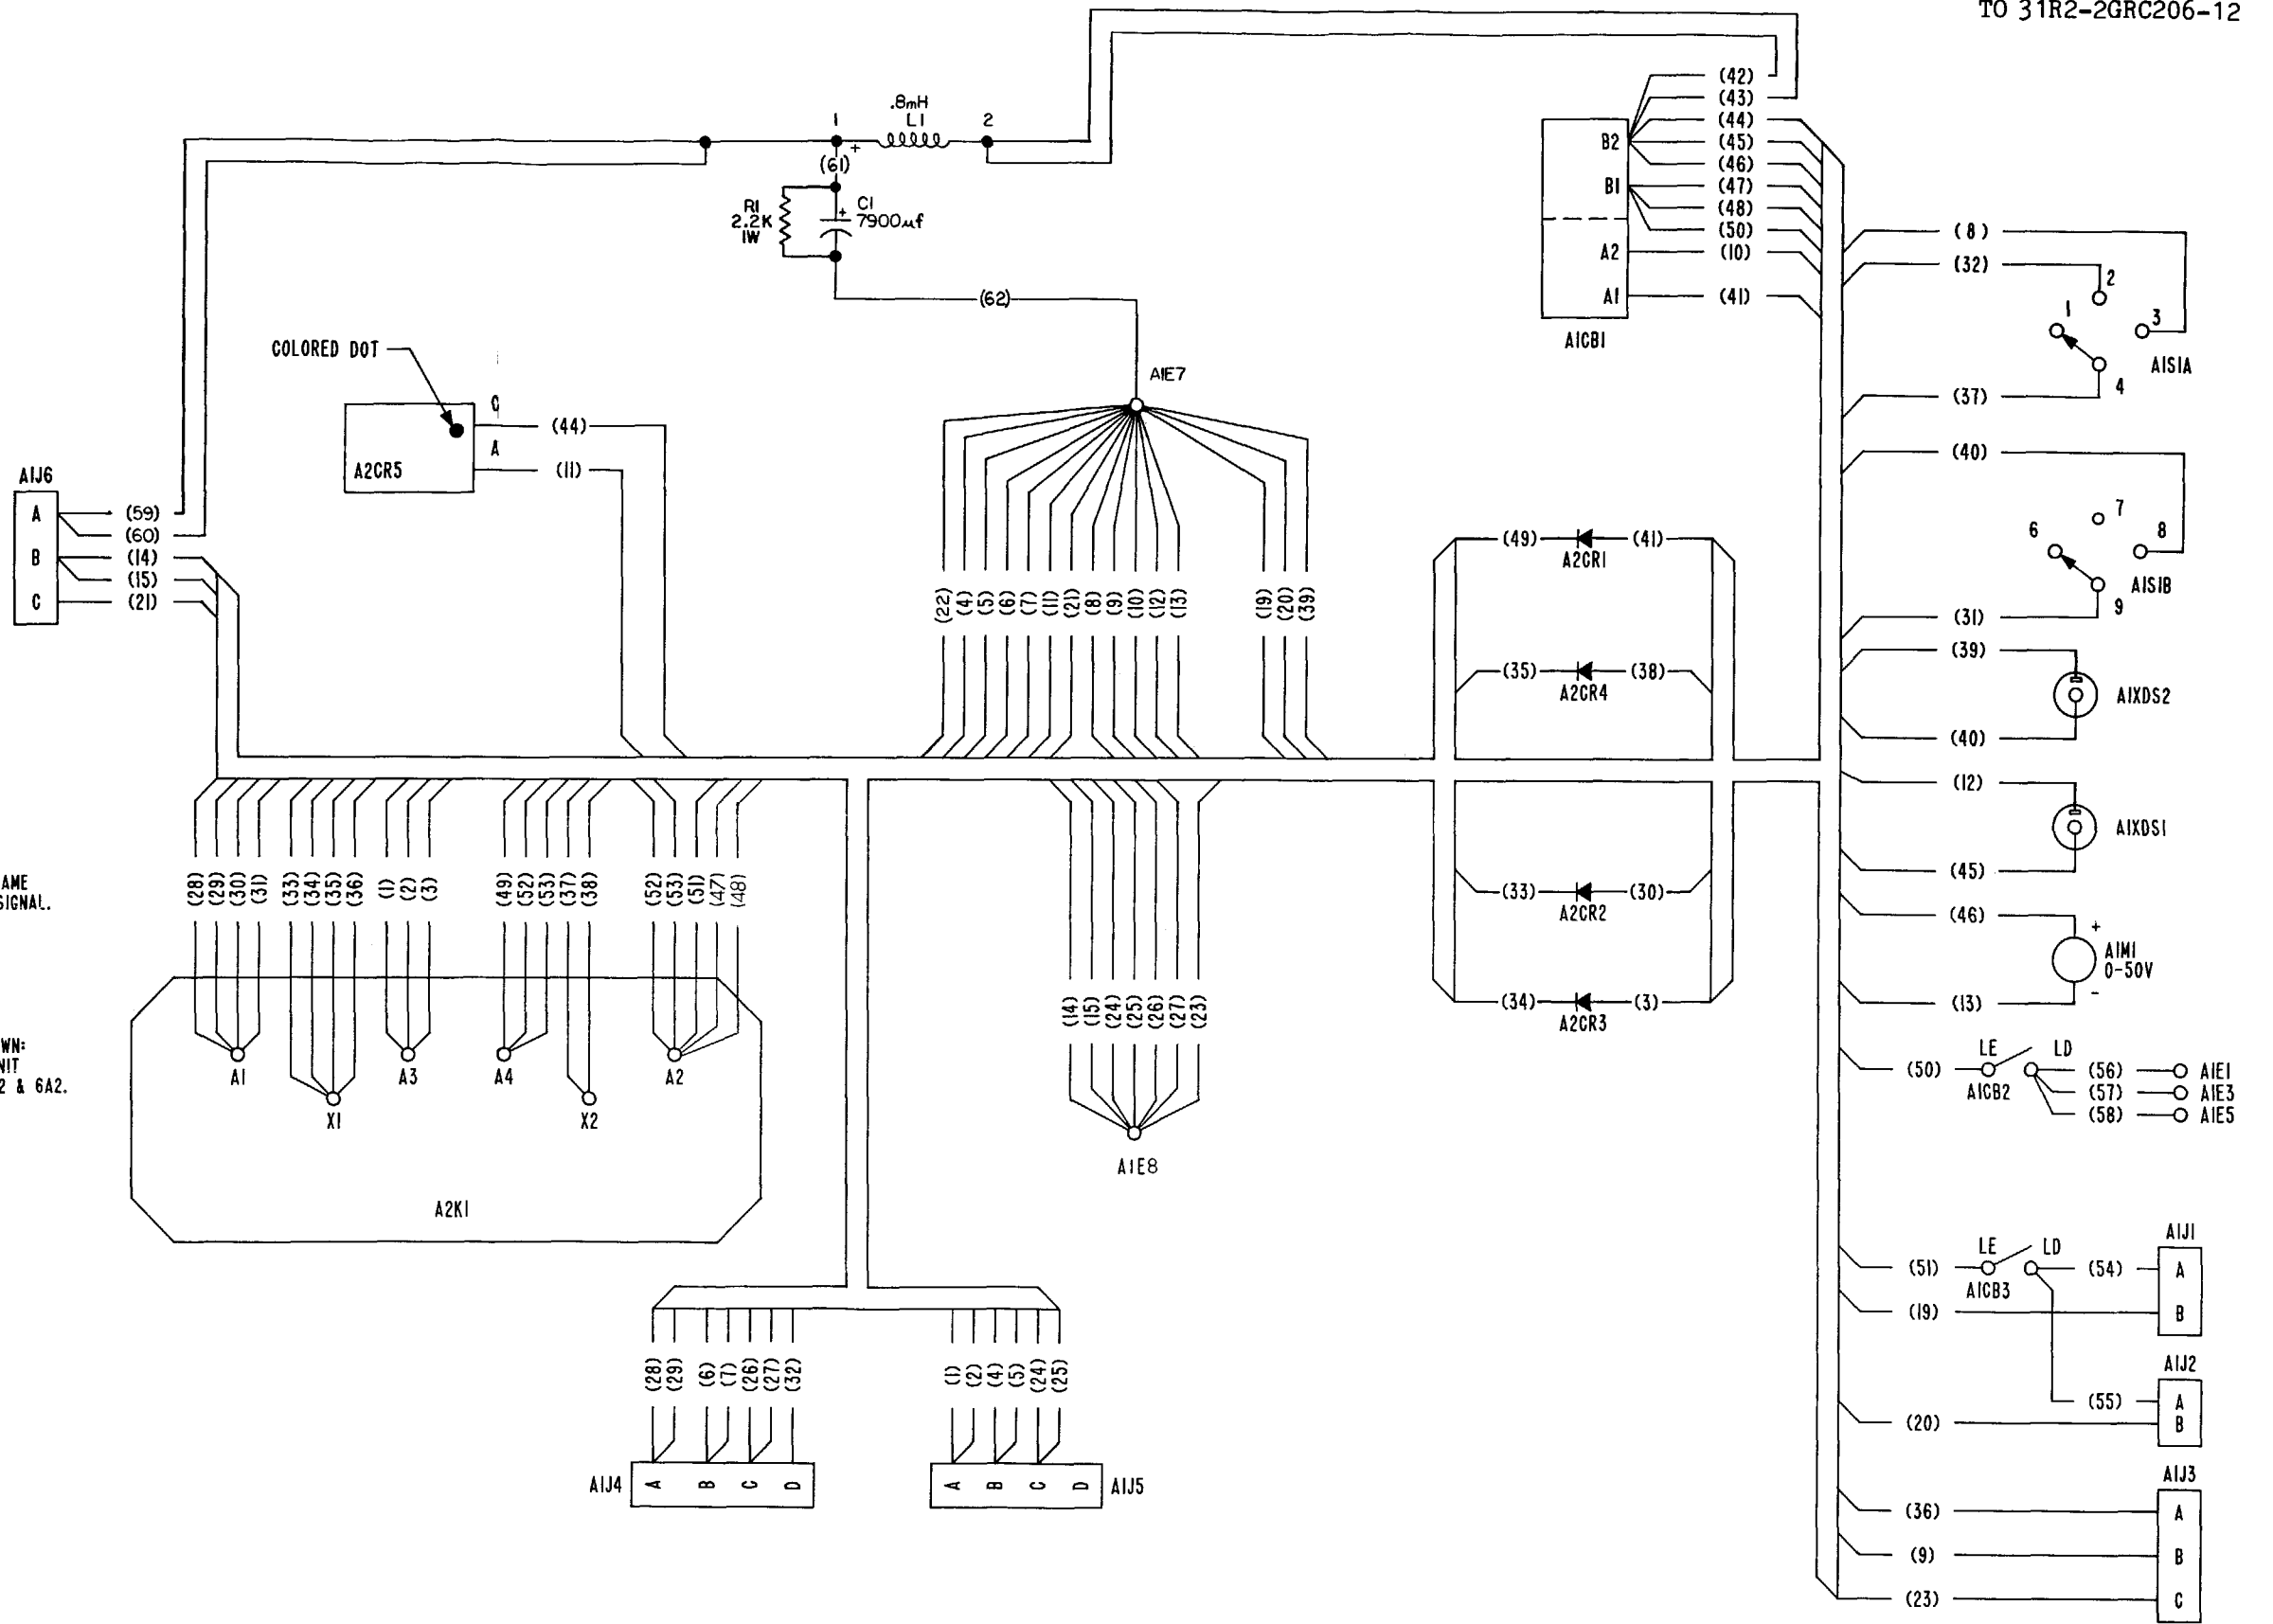 TO 31R2-2GRC206-12
.8mH
L1
1
2
+
(61)
R1
2.2K
1W
+
C1
7900uf
(62)
COLORED DOT
A2CR5
C
A
(44)
(11)
A1J6
A
B
C
(59)
(60)
(14)
(15)
(21)
A1E7
(22)
(4)
(5)
(6)
(7)
(11)
(21)
(8)
(9)
(10)
(12)
(13)
(19)
(20)
(39)
B2
B1
A2
A1
A1CB1
(42)
(43)
(44)
(45)
(46)
(47)
(48)
(50)
(10)
(41)
(8)
(32)
1
2
3
4
A1S1A
(37)
(40)
6
7
8
9
A1S1B
(31)
(39)
A1XDS2
(40)
(12)
A1XDS1
(45)
(46)
+
A1M1
0-50V
-
(13)
(49)
A2CR1
(41)
(35)
A2CR4
(38)
(33)
A2CR2
(30)
(34)
A2CR3
(3)
AME
SIGNAL.
WN:
NIT
2 & 6A2.
(28)
(29)
(30)
(31)
(33)
(34)
(35)
(36)
(1)
(2)
(3)
(49)
(52)
(53)
(37)
(38)
(52)
(53)
(51)
(47)
(48)
A1
X1
A3
A4
X2
A2
A2K1
(14)
(15)
(24)
(25)
(26)
(27)
(23)
A1E8
(50)
LE
LD
A1CB2
(56)
(57)
(58)
A1E1
A1E3
A1E5
(51)
LE
LD
A1CB3
(54)
(19)
A1J1
A
B
A1J2
(55)
A
B
(20)
A1J3
(36)
A
(9)
B
(23)
C
(28)
(29)
(6)
(7)
(26)
(27)
(32)
A1J4
A
B
C
D
(1)
(2)
(4)
(5)
(24)
(25)
A
B
C
D
A1J5